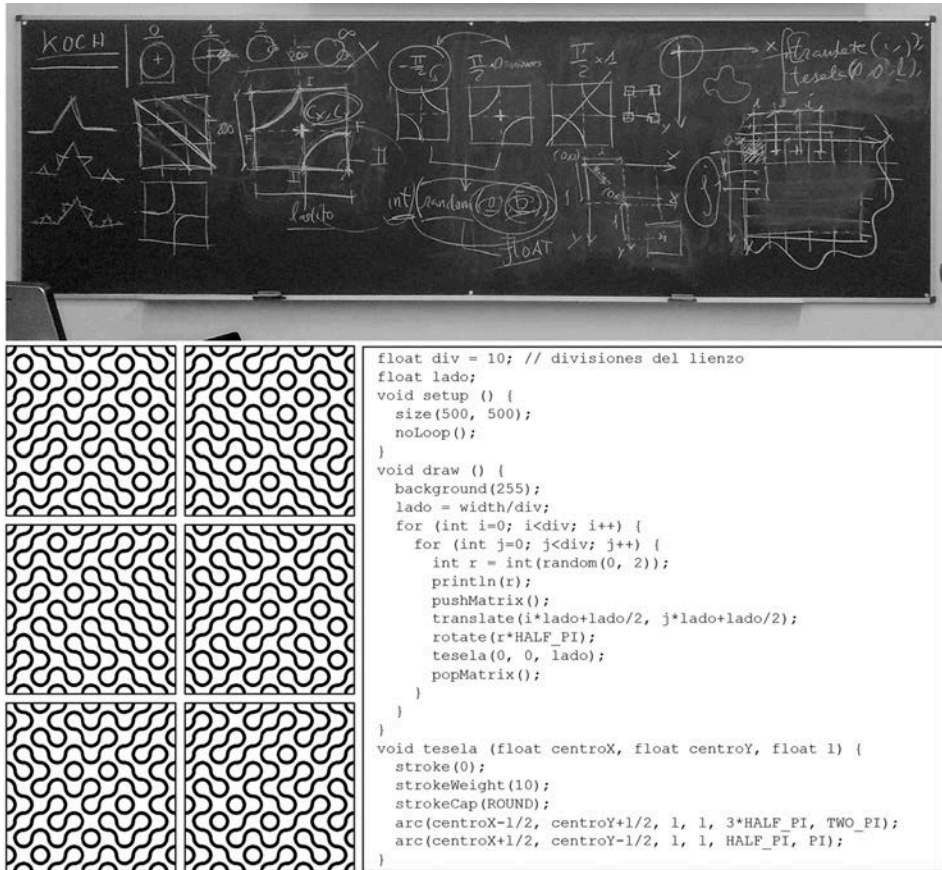 KOCH
0 1 2
200
π/2
π/2 x 1
x
translate
tesela
200
ladito
int (random
FLOAT
float div = 10; // divisiones del lienzo
float lado;
void setup () {
size(500, 500);
noLoop();
}
void draw () {
background(255);
lado = width/div;
for (int i=0; i<div; i++) {
for (int j=0; j<div; j++) {
int r = int(random(0, 2));
println(r);
pushMatrix();
translate(i*lado+lado/2, j*lado+lado/2);
rotate(r*HALF_PI);
tesela(0, 0, lado);
popMatrix();
}
}
}
void tesela (float centroX, float centroY, float l) {
stroke(0);
strokeWeight(10);
strokeCap(ROUND);
arc(centroX-l/2, centroY+l/2, l, l, 3*HALF_PI, TWO_PI);
arc(centroX+l/2, centroY-l/2, l, l, HALF_PI, PI);
}